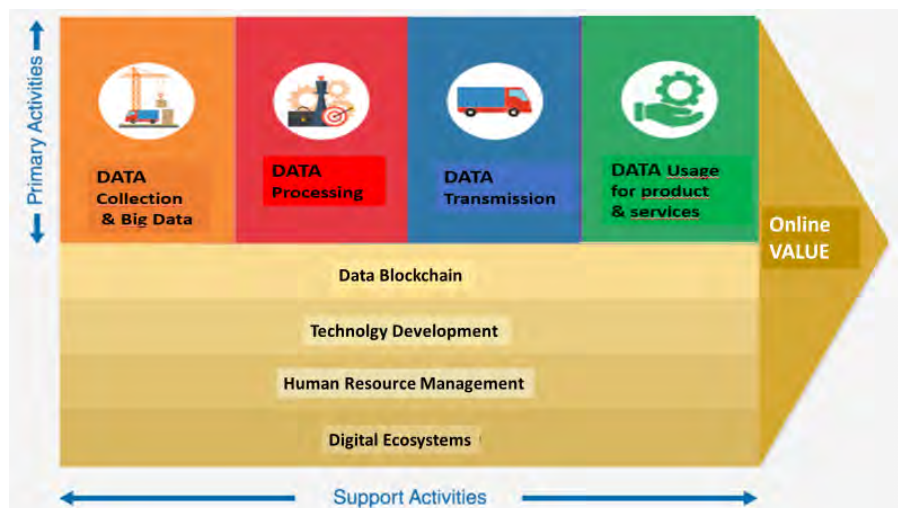 Primary Activities
DATA
Collection
& Big Data
DATA
Processing
DATA
Transmission
DATA Usage
for product
& services
Online
VALUE
Data Blockchain
Technolgy Development
Human Resource Management
Digital Ecosystems
Support Activities